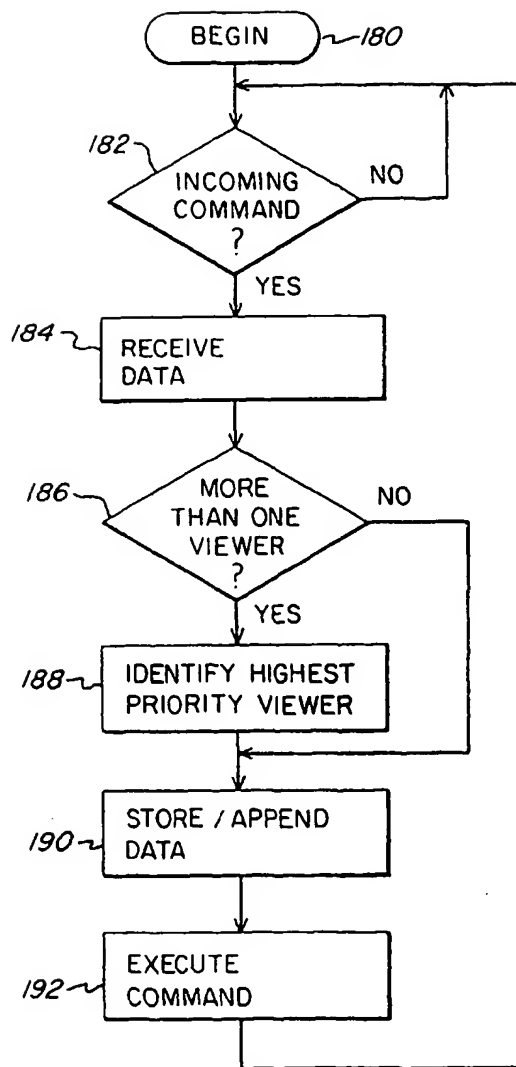 BEGIN
180
182
INCOMING
COMMAND
?
NO
YES
184
RECEIVE
DATA
186
MORE
THAN ONE
VIEWER
?
NO
YES
188
IDENTIFY HIGHEST
PRIORITY VIEWER
190
STORE / APPEND
DATA
192
EXECUTE
COMMAND